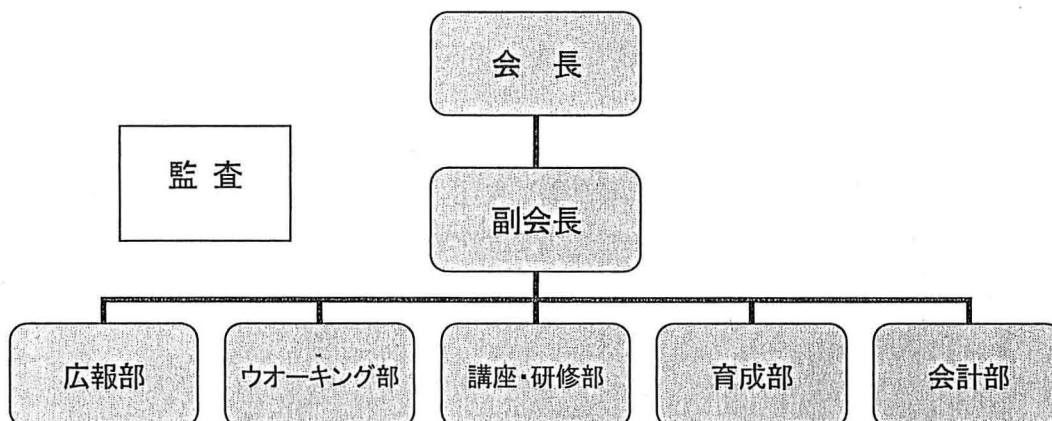 会　長
監 査
副会長
広報部
ウオーキング部
講座・研修部
育成部
会計部